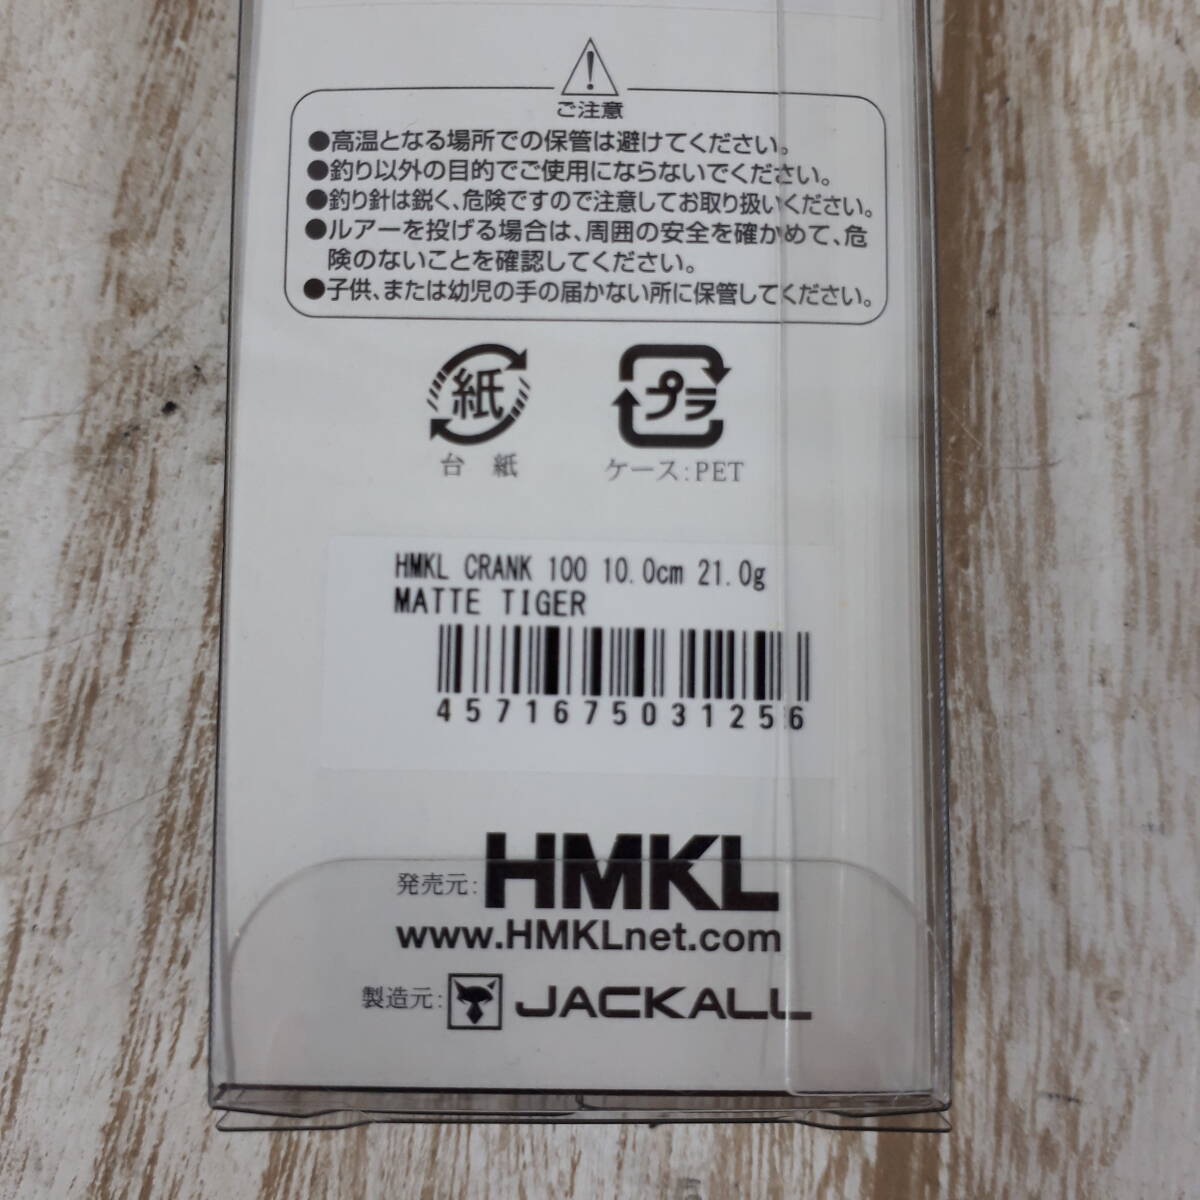 ご注意
●高温となる場所での保管は避けてください。
●釣り以外の目的でご使用にならないでください。
●釣り針は鋭く、危険ですので注意してお取り扱いください。
●ルアーを投げる場合は、周囲の安全を確かめて、危
険のないことを確認してください。
●子供、または幼児の手の届かない所に保管してください。
紙 プラ
台紙 ケース:PET
HMKL CRANK 100 10.0cm 21.0g
MATTE TIGER
4571675031256
発売元: HMKL
www.HMKLnet.com
製造元: JACKALL